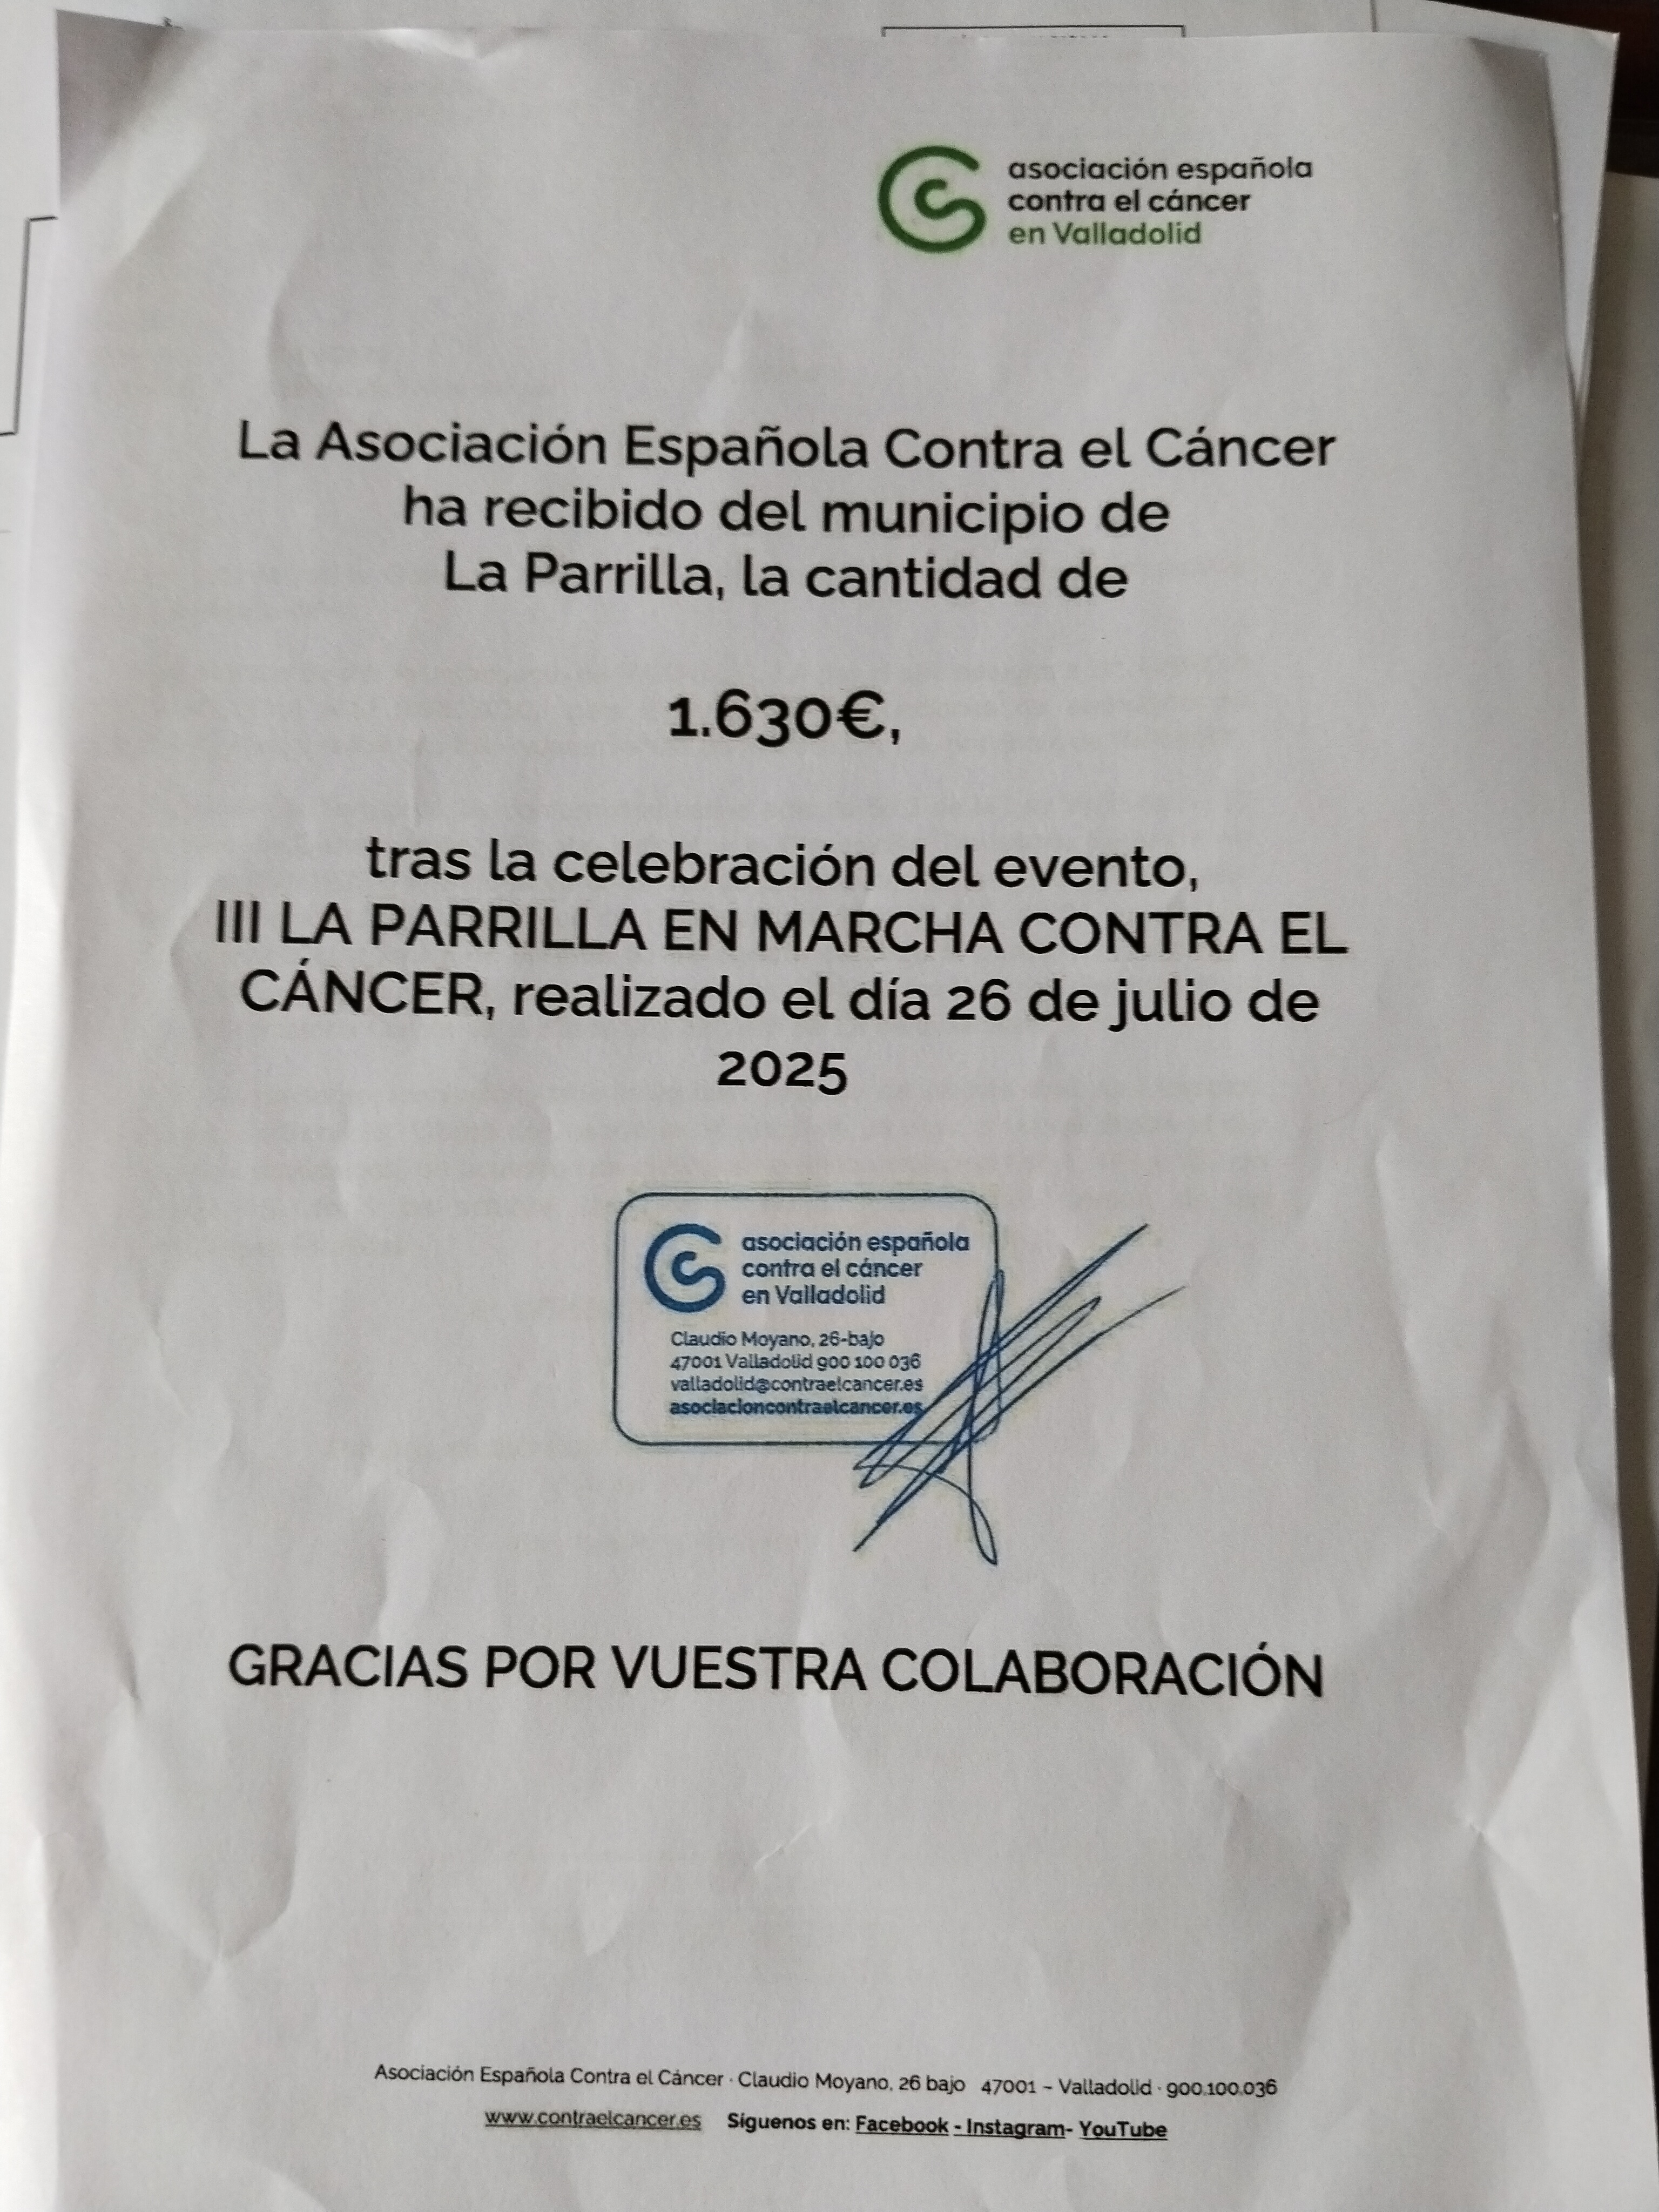 asociación española
contra el cáncer
en Valladolid
La Asociación Española Contra el Cáncer
ha recibido del municipio de
La Parrilla, la cantidad de
1.630€,
tras la celebración del evento,
III LA PARRILLA EN MARCHA CONTRA EL
CÁNCER, realizado el día 26 de julio de
2025
asociación española
contra el cáncer
en Valladolid
Claudio Moyano, 26-bajo
47001 Valladolid 900 100 036
valladolid@contraelcancer.es
asociacioncontraelcancer.es
GRACIAS POR VUESTRA COLABORACIÓN
Asociación Española Contra el Cáncer · Claudio Moyano, 26 bajo 47001 – Valladolid · 900.100.036
www.contraelcancer.es Síguenos en: Facebook - Instagram- YouTube